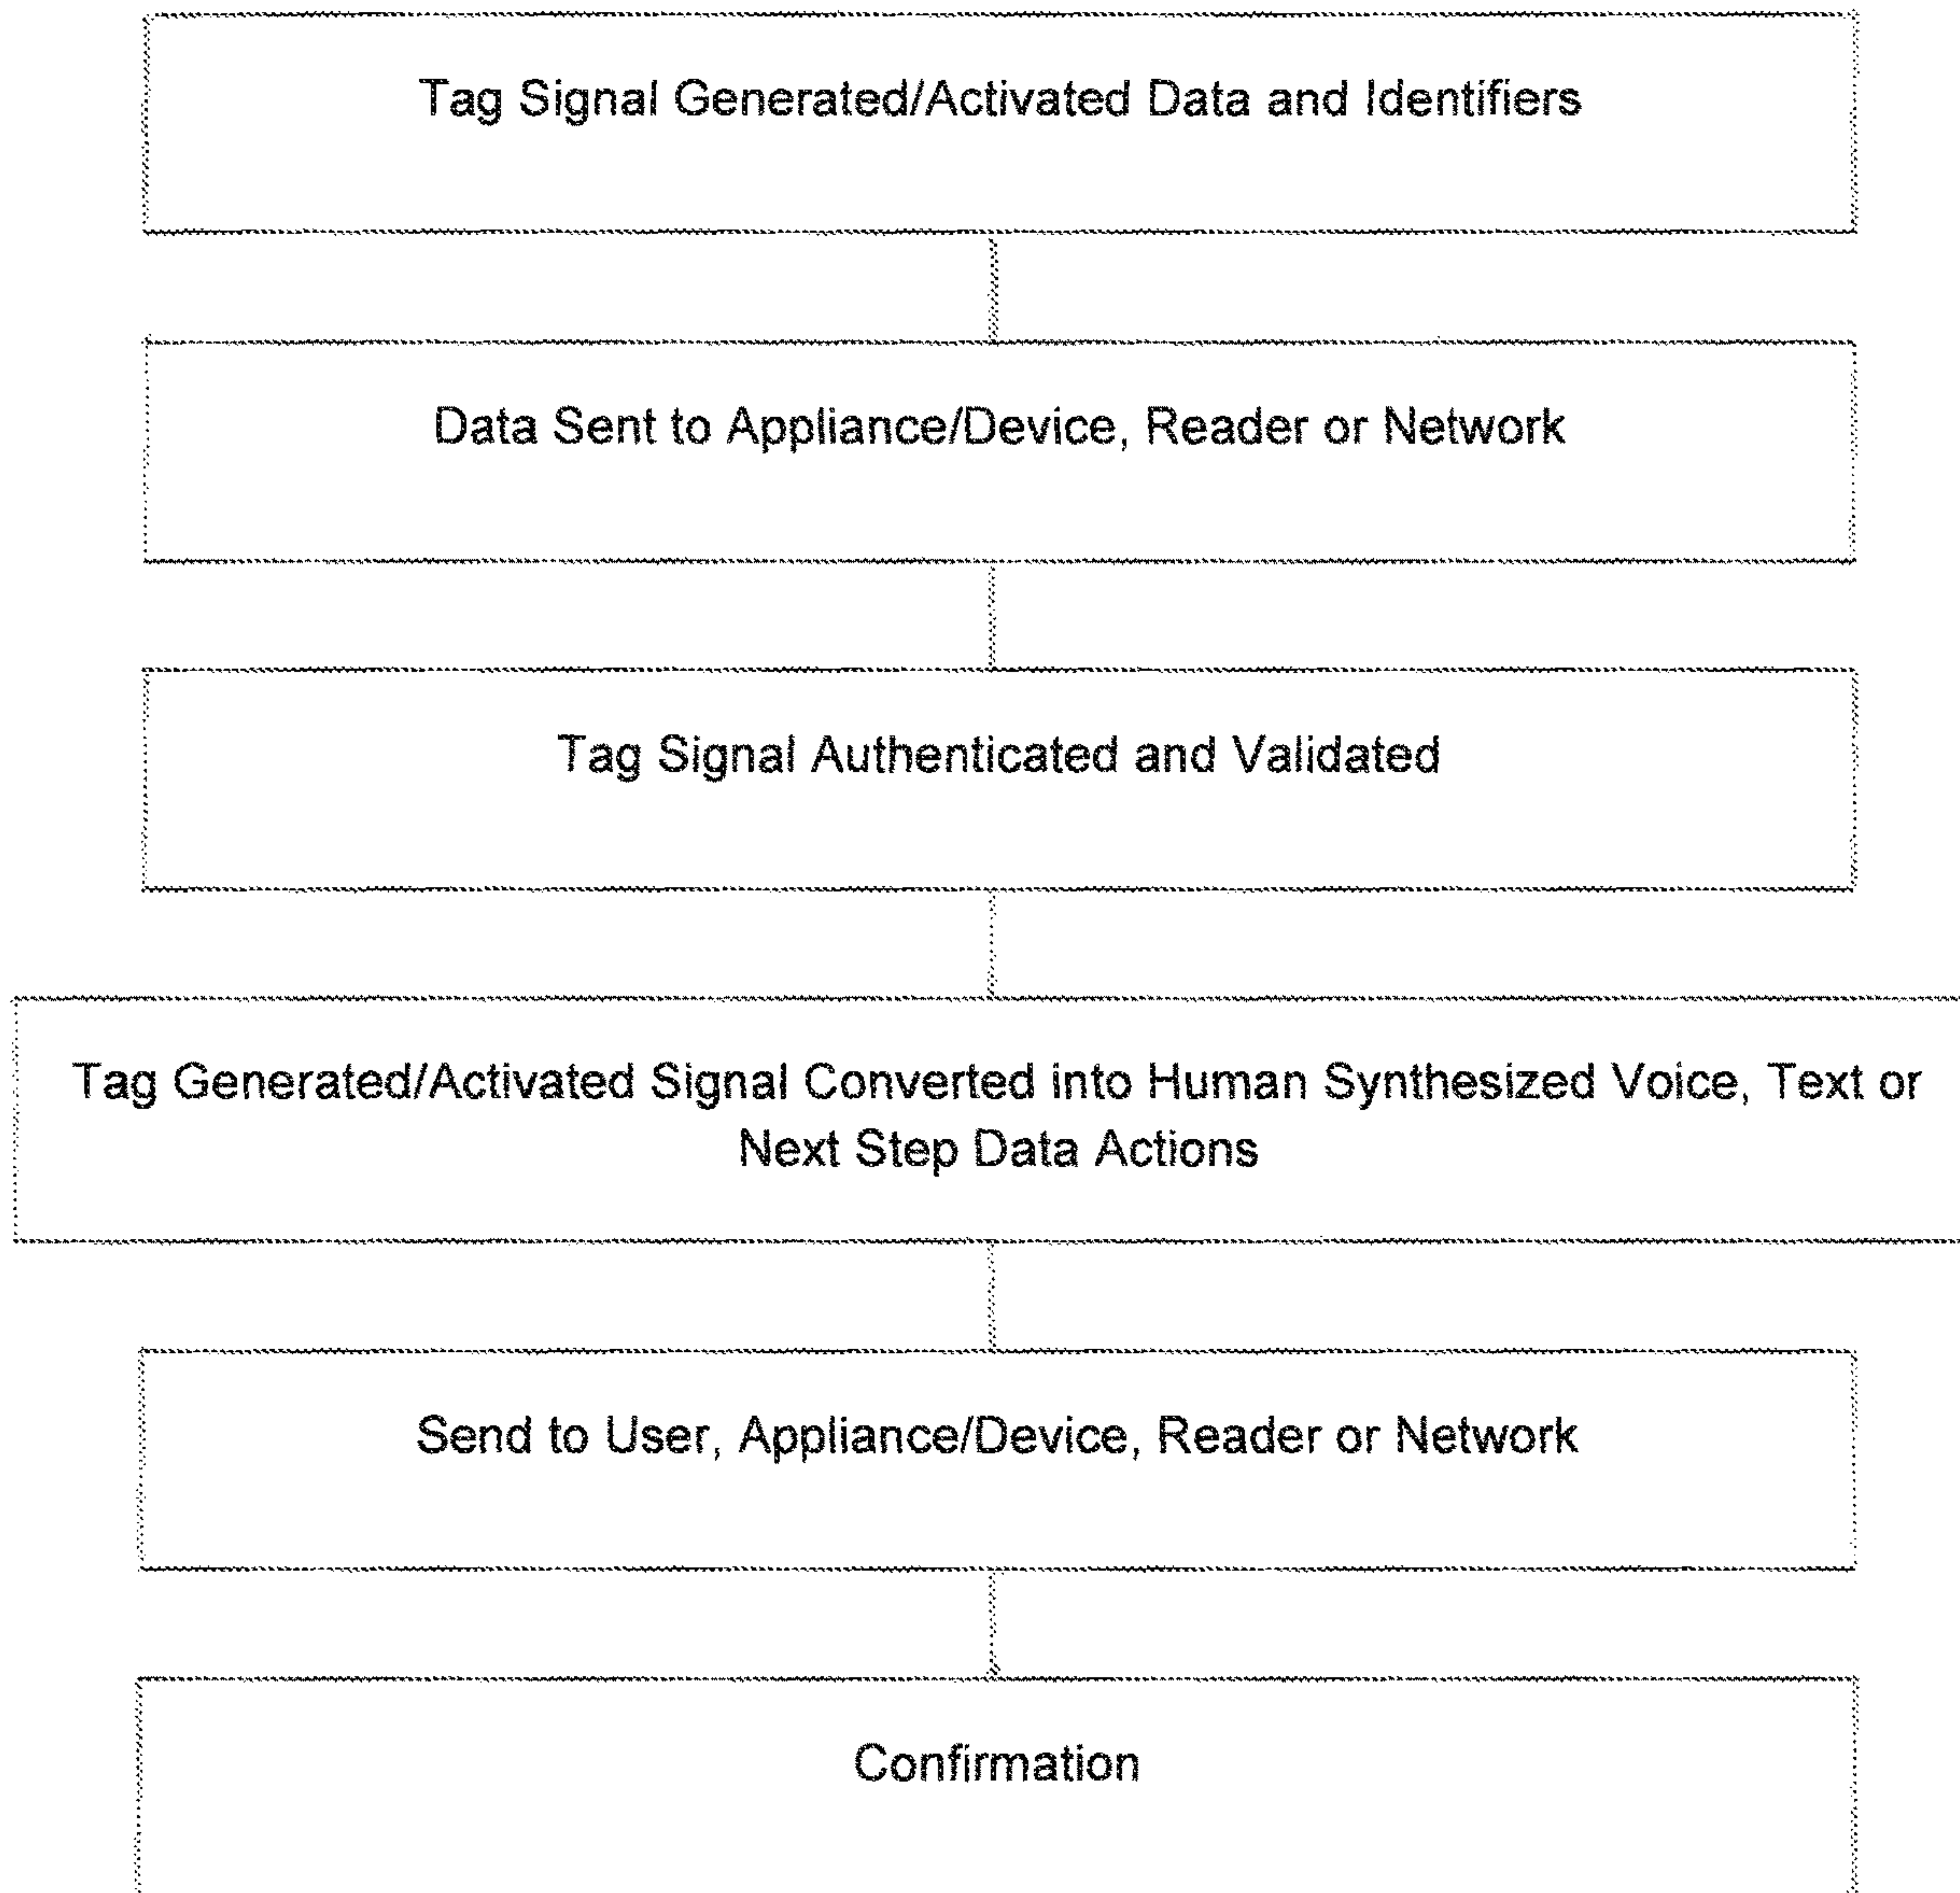 Tag Signal Generated/Activated Data and Identifiers
Data Sent to Appliance/Device, Reader or Network
Tag Signal Authenticated and Validated
Tag Generated/Activated Signal Converted into Human Synthesized Voice, Text or
Next Step Data Actions
Send to User, Appliance/Device, Reader or Network
Confirmation